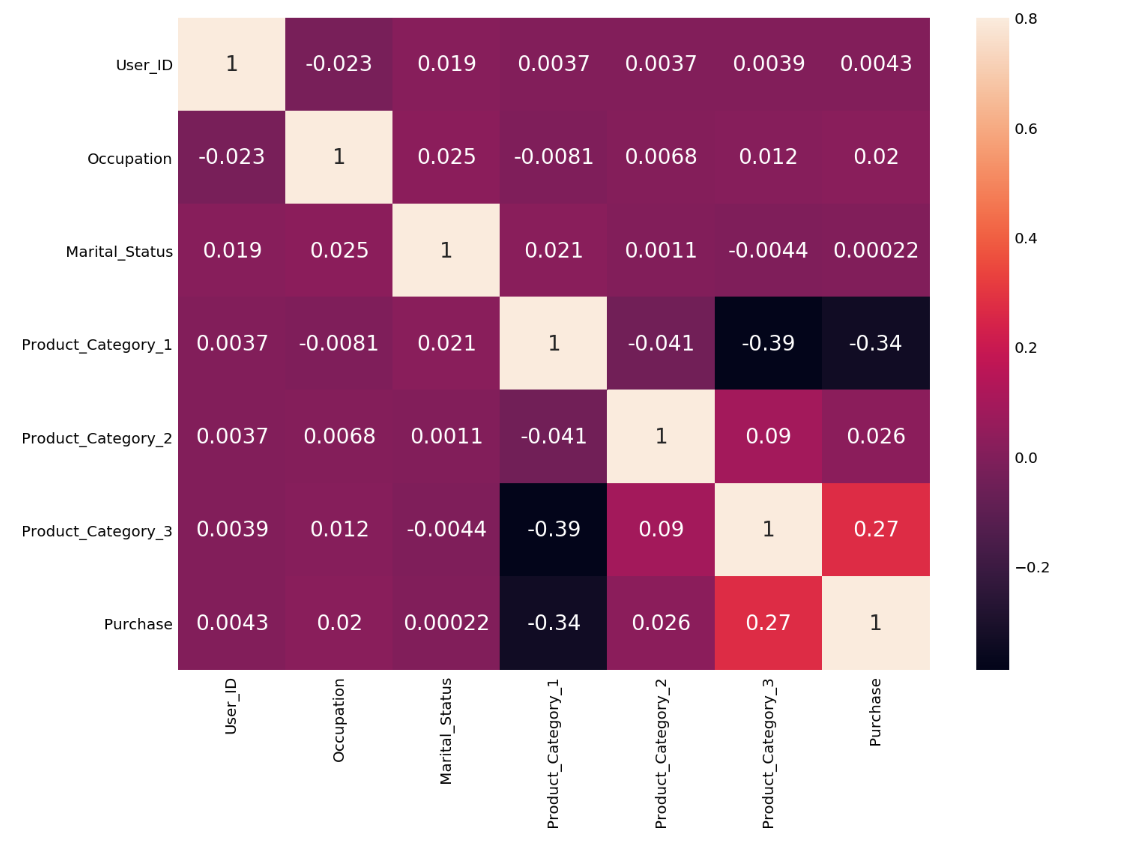 0.8
User_ID 1 -0.023 0.019 0.0037 0.0037 0.0039 0.0043
0.6
Occupation -0.023 1 0.025 -0.0081 0.0068 0.012 0.02
0.4
Marital_Status 0.019 0.025 1 0.021 0.0011 -0.0044 0.00022
Product_Category_1 0.0037 -0.0081 0.021 1 -0.041 -0.39 -0.34
0.2
Product_Category_2 0.0037 0.0068 0.0011 -0.041 1 0.09 0.026
0.0
Product_Category_3 0.0039 0.012 -0.0044 -0.39 0.09 1 0.27
−0.2
Purchase 0.0043 0.02 0.00022 -0.34 0.026 0.27 1
User_ID
Occupation
Marital_Status
Product_Category_1
Product_Category_2
Product_Category_3
Purchase